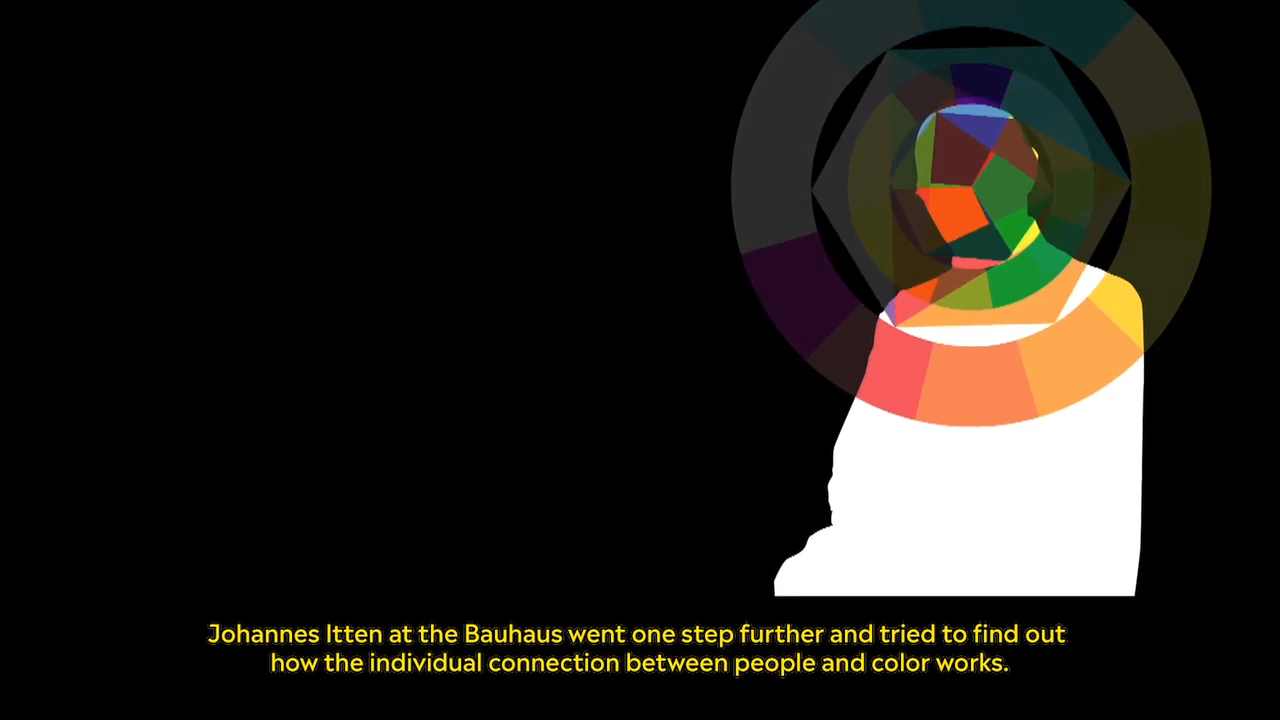 Johannes Itten at the Bauhaus went one step further and tried to find out
how the individual connection between people and color works.